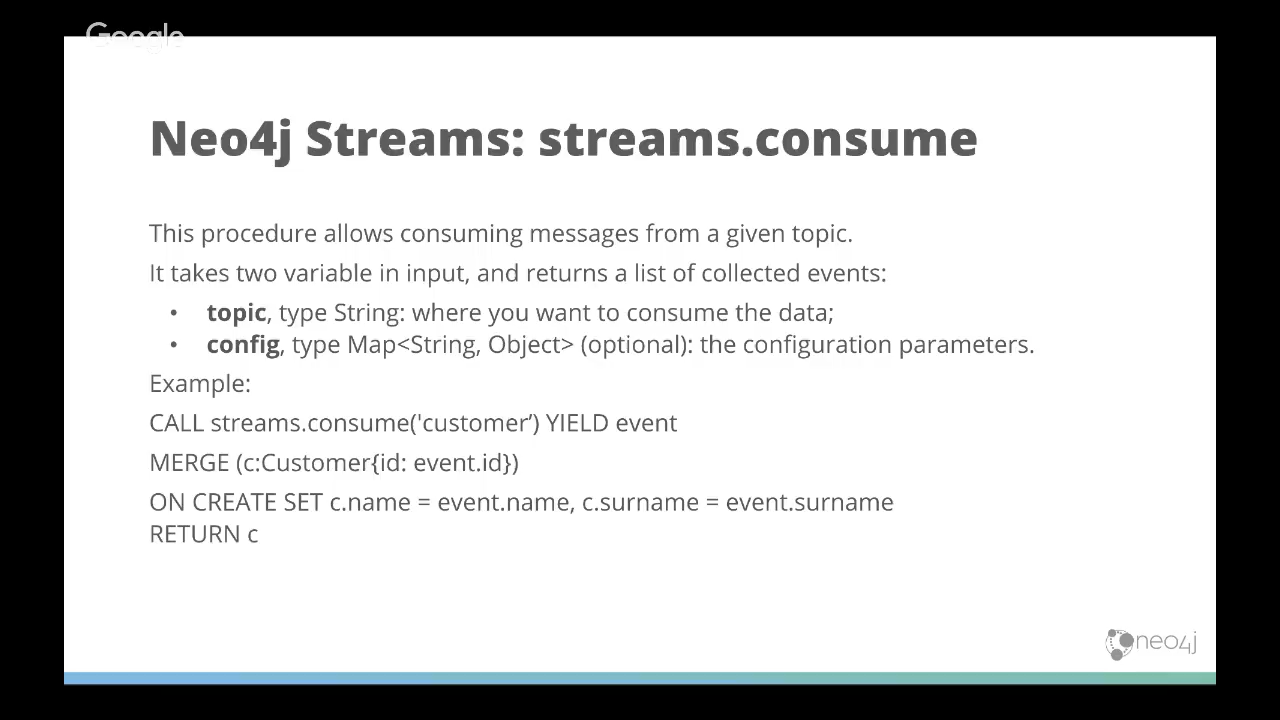 Google
Neo4j Streams: streams.consume
This procedure allows consuming messages from a given topic.
It takes two variable in input, and returns a list of collected events:
• topic, type String: where you want to consume the data;
• config, type Map<String, Object> (optional): the configuration parameters.
Example:
CALL streams.consume('customer’) YIELD event
MERGE (c:Customer{id: event.id})
ON CREATE SET c.name = event.name, c.surname = event.surname
RETURN c
neo4j